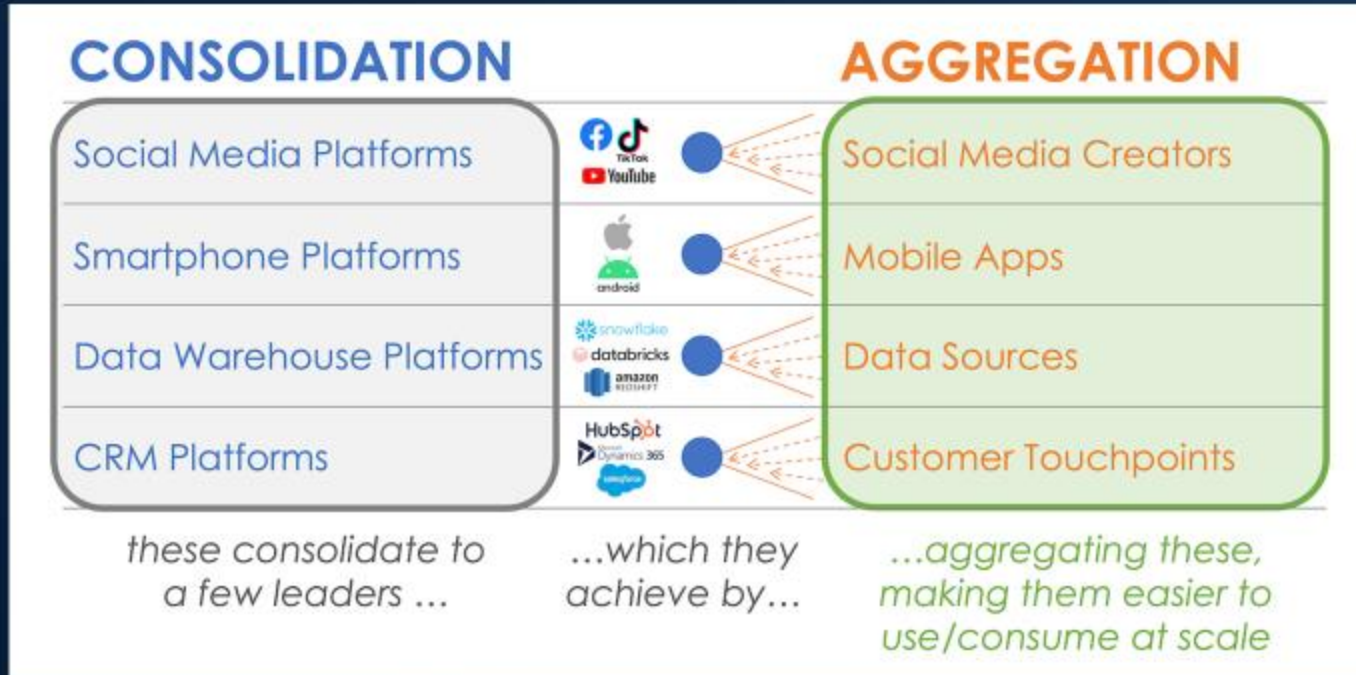 CONSOLIDATION
AGGREGATION
Social Media Platforms
TikTok
YouTube
Social Media Creators
Smartphone Platforms
android
Mobile Apps
Data Warehouse Platforms
snowflake
databricks
amazon
REDSHIFT
Data Sources
CRM Platforms
HubSpot
Dynamics 365
salesforce
Customer Touchpoints
these consolidate to
a few leaders ...
...which they
achieve by...
...aggregating these,
making them easier to
use/consume at scale